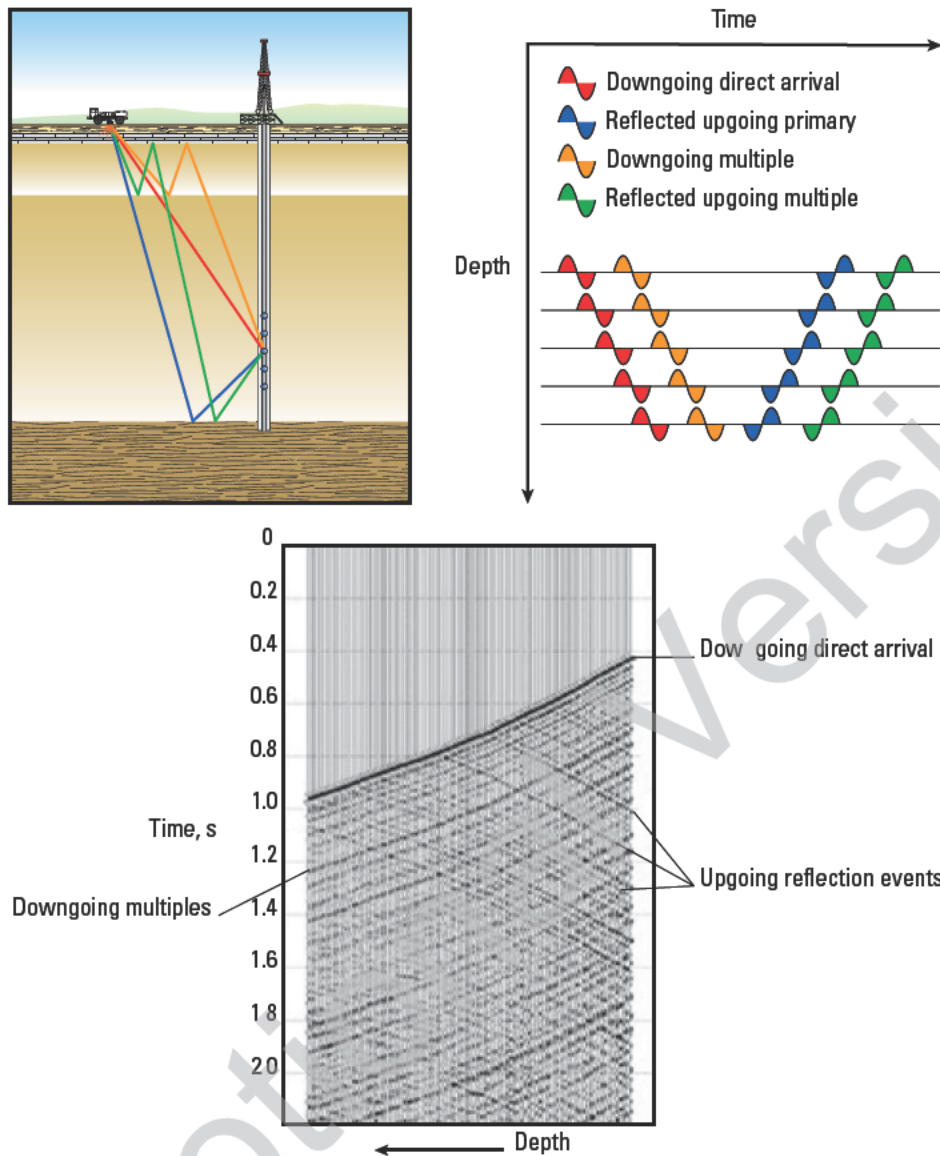 Time
Downgoing direct arrival
Reflected upgoing primary
Downgoing multiple
Reflected upgoing multiple
Depth
0
0.2
0.4
Dow going direct arrival
0.6
0.8
1.0
Time, s
1.2
Upgoing reflection events
Downgoing multiples
1.4
1.6
1.8
2.0
Depth
Versi